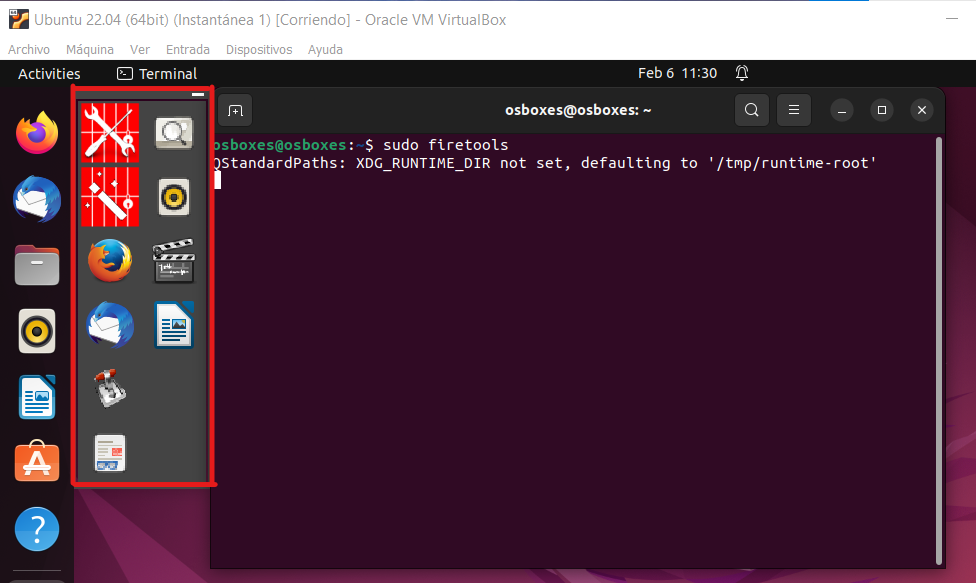 Ubuntu 22.04 (64bit) (Instantánea 1) [Corriendo] - Oracle VM VirtualBox
Archivo Máquina Ver Entrada Dispositivos Ayuda
Activities Terminal Feb 6 11:30
osboxes@osboxes: ~
osboxes@osboxes:~$ sudo firetools
QStandardPaths: XDG_RUNTIME_DIR not set, defaulting to '/tmp/runtime-root'